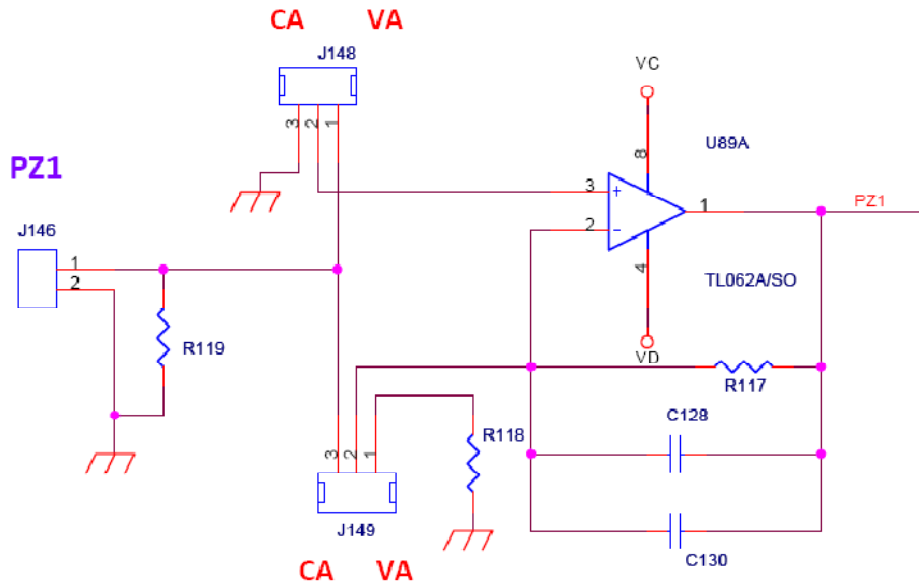 CA VA
J148
3 2 1
VC
8
U89A
PZ1
3
+
1
PZ1
2
-
J146
1
2
4
TL062A/SO
R119
VD
R117
C128
R118
3 2 1
J149
C130
CA VA